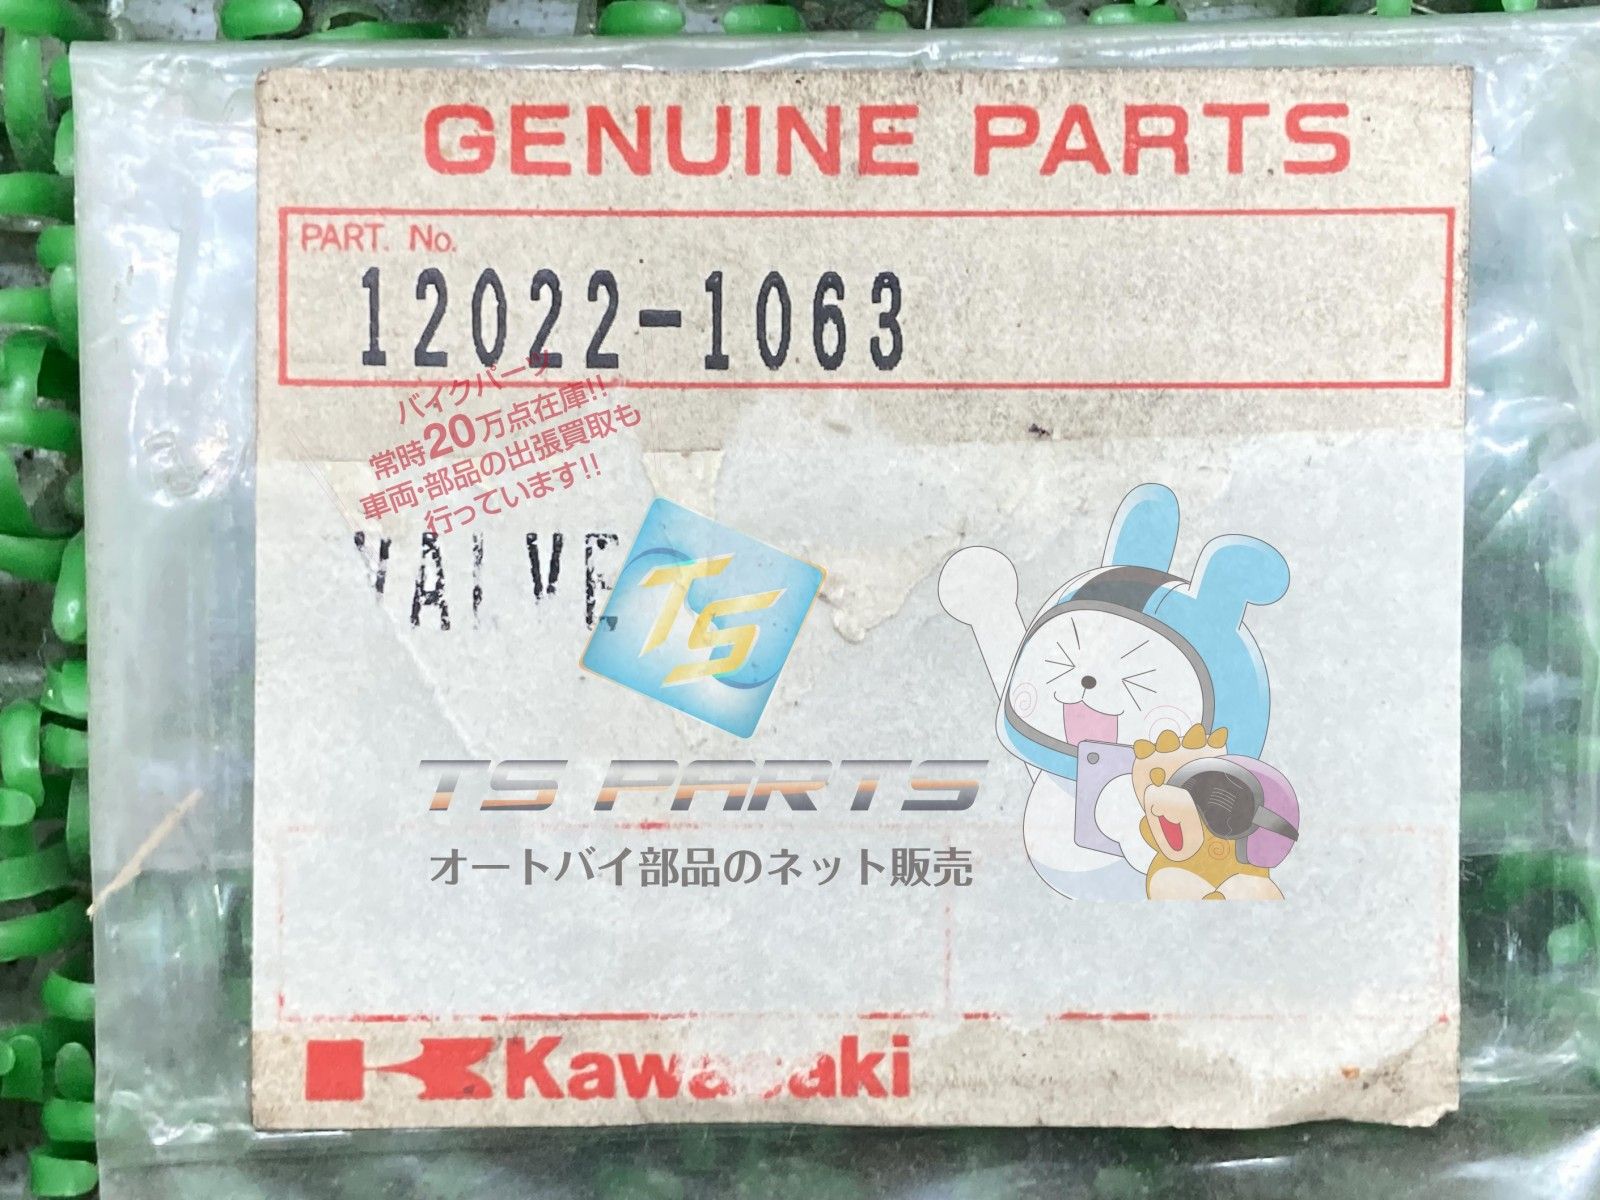 GENUINE PARTS
PART. No.
12022-1063
バイクパーツ
常時20万点在庫!!
車両・部品の出張買取も
行っています!!
VALVE
TS
TS PARTS
オートバイ部品のネット販売
Kawasaki